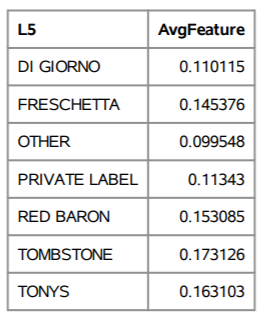 L5 AvgFeature
DI GIORNO 0.110115
FRESCHETTA 0.145376
OTHER 0.099548
PRIVATE LABEL 0.11343
RED BARON 0.153085
TOMBSTONE 0.173126
TONYS 0.163103